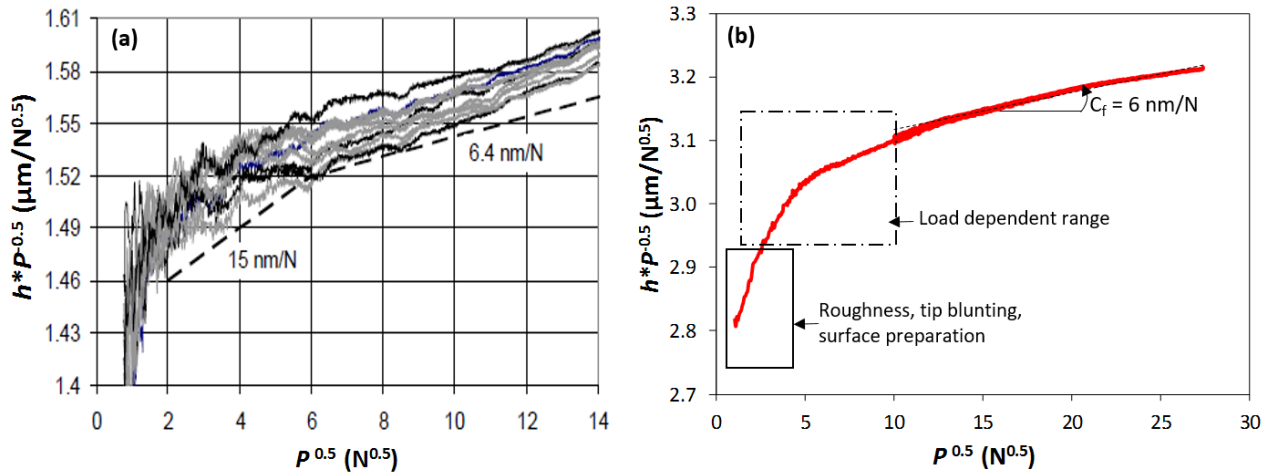 (a)
h*P-0.5 (µm/N0.5)
1.61
1.58
1.55
1.52
1.49
1.46
1.43
1.4
15 nm/N
6.4 nm/N
0 2 4 6 8 10 12 14
P 0.5 (N0.5)
(b)
h*P-0.5 (µm/N0.5)
3.3
3.2
3.1
3.0
2.9
2.8
2.7
Cf = 6 nm/N
Load dependent range
Roughness, tip blunting,
surface preparation
0 5 10 15 20 25 30
P 0.5 (N0.5)